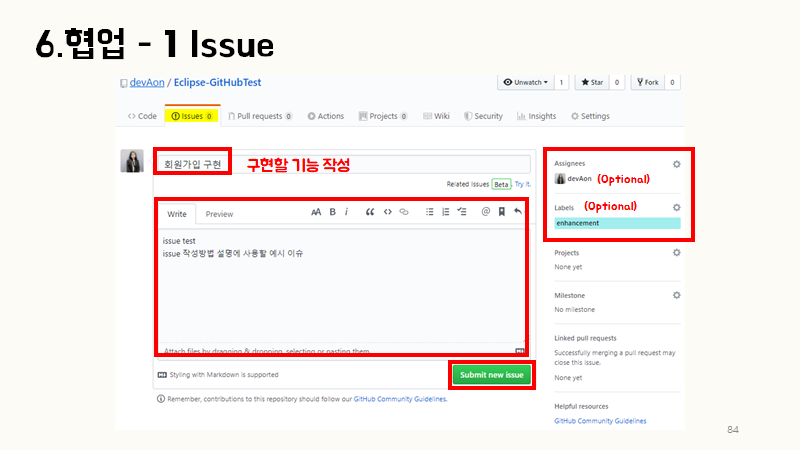 6.협업 - 1 Issue
devAon / Eclipse-GitHubTest
Unwatch 1 Star 0 Fork 0
Code Issues 0 Pull requests 0 Actions Projects 0 Wiki Security Insights Settings
회원가입 구현 구현할 기능 작성
Related Issues Beta. Try it.
Write Preview
issue test
issue 작성방법 설명에 사용할 예시 이슈
Attach files by dragging & dropping, selecting or pasting them.
Styling with Markdown is supported
Submit new issue
Remember, contributions to this repository should follow our GitHub Community Guidelines.
Assignees
devAon (Optional)
Labels (Optional)
enhancement
Projects
None yet
Milestone
No milestone
Linked pull requests
Successfully merging a pull request may
close this issue.
None yet
Helpful resources
GitHub Community Guidelines
84